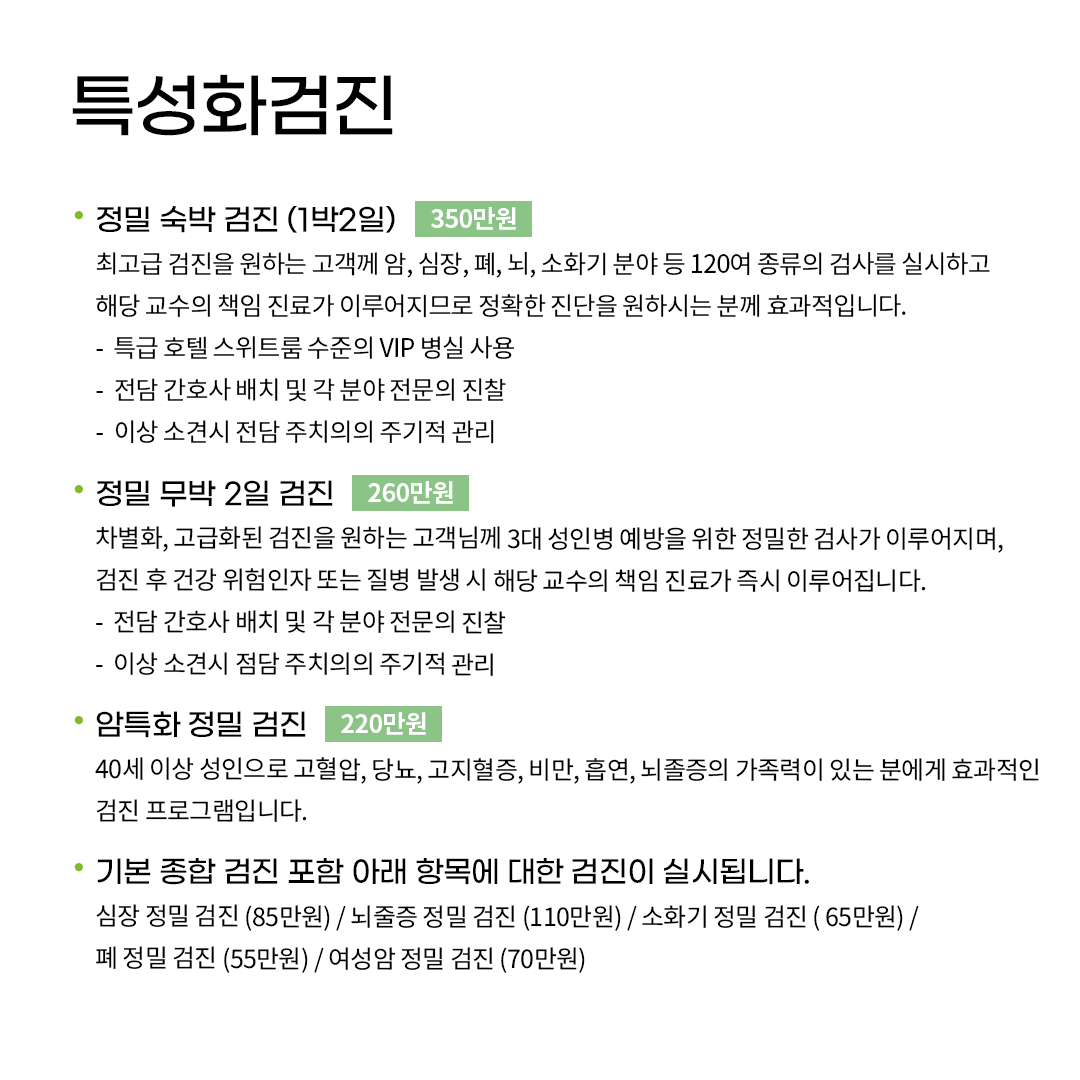 특성화검진
• 정밀 숙박 검진 (1박2일) 350만원
최고급 검진을 원하는 고객께 암, 심장, 폐, 뇌, 소화기 분야 등 120여 종류의 검사를 실시하고
해당 교수의 책임 진료가 이루어지므로 정확한 진단을 원하시는 분께 효과적입니다.
- 특급 호텔 스위트룸 수준의 VIP 병실 사용
- 전담 간호사 배치 및 각 분야 전문의 진찰
- 이상 소견시 전담 주치의의 주기적 관리
• 정밀 무박 2일 검진 260만원
차별화, 고급화된 검진을 원하는 고객님께 3대 성인병 예방을 위한 정밀한 검사가 이루어지며,
검진 후 건강 위험인자 또는 질병 발생 시 해당 교수의 책임 진료가 즉시 이루어집니다.
- 전담 간호사 배치 및 각 분야 전문의 진찰
- 이상 소견시 점담 주치의의 주기적 관리
• 암특화 정밀 검진 220만원
40세 이상 성인으로 고혈압, 당뇨, 고지혈증, 비만, 흡연, 뇌졸증의 가족력이 있는 분에게 효과적인
검진 프로그램입니다.
• 기본 종합 검진 포함 아래 항목에 대한 검진이 실시됩니다.
심장 정밀 검진 (85만원) / 뇌줄증 정밀 검진 (110만원) / 소화기 정밀 검진 ( 65만원) /
폐 정밀 검진 (55만원) / 여성암 정밀 검진 (70만원)